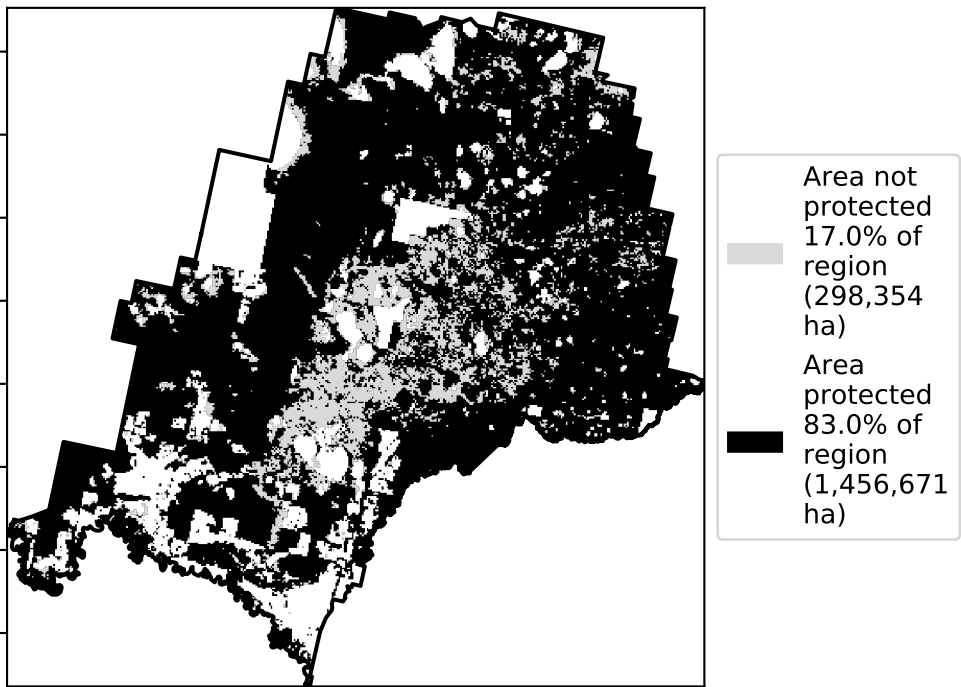 Area not
protected
17.0% of
region
(298,354
ha)
Area
protected
83.0% of
region
(1,456,671
ha)